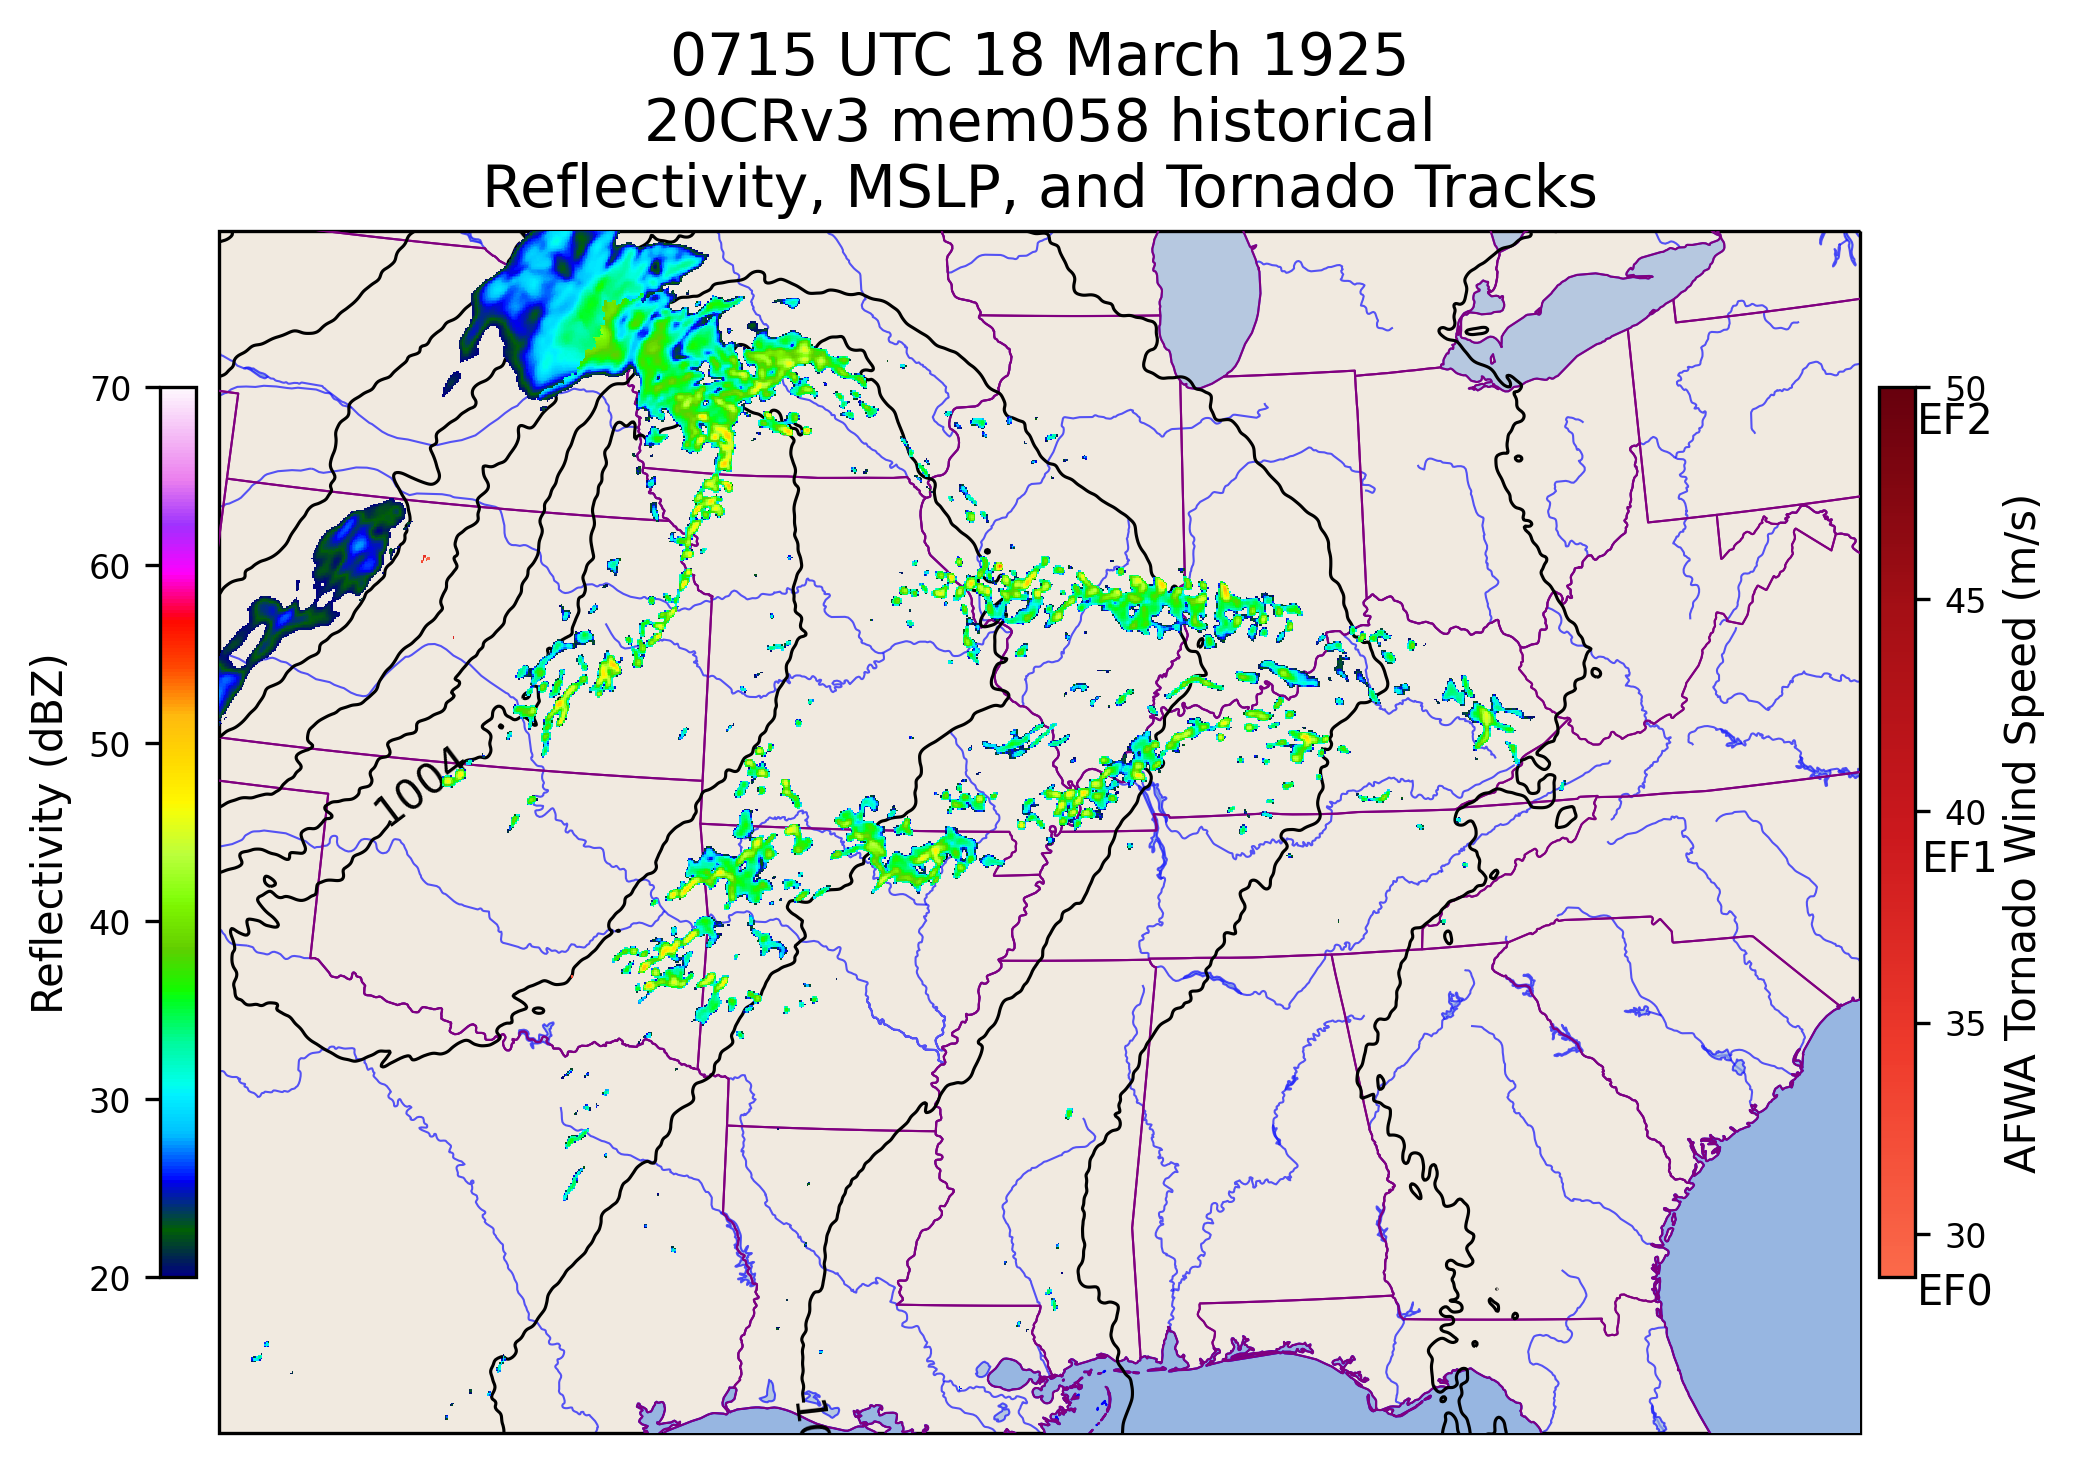 0715 UTC 18 March 1925
20CRv3 mem058 historical
Reflectivity, MSLP, and Tornado Tracks
Reflectivity (dBZ)
70
60
50
40
30
20
1004
10
50
EF2
45
40
EF1
35
30
EF0
AFWA Tornado Wind Speed (m/s)